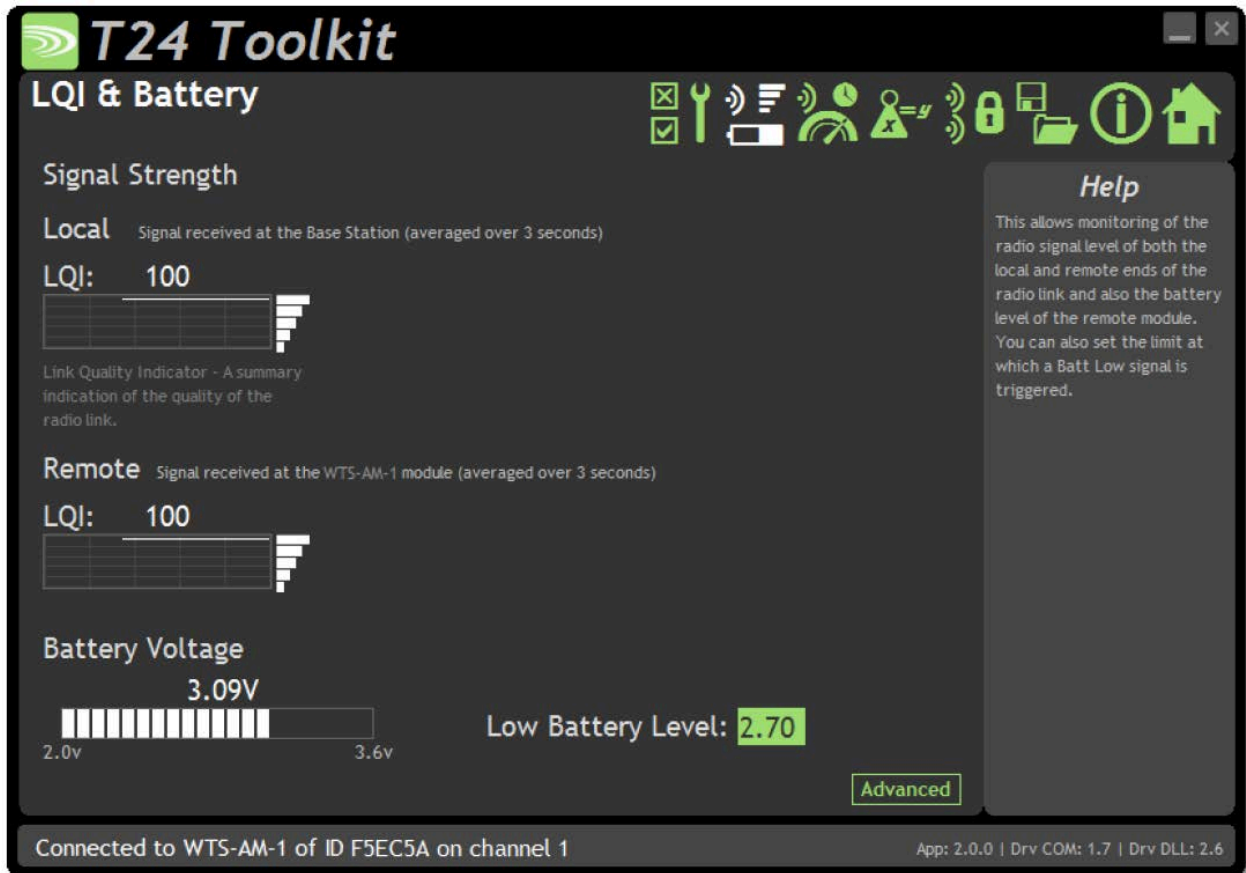 T24 Toolkit
LQI & Battery
x=y
Signal Strength
Local Signal received at the Base Station (averaged over 3 seconds)
LQI: 100
Link Quality Indicator - A summary
indication of the quality of the
radio link.
Remote Signal received at the WTS-AM-1 module (averaged over 3 seconds)
LQI: 100
Battery Voltage
3.09V
2.0v 3.6v
Low Battery Level: 2.70
Advanced
Help
This allows monitoring of the
radio signal level of both the
local and remote ends of the
radio link and also the battery
level of the remote module.
You can also set the limit at
which a Batt Low signal is
triggered.
Connected to WTS-AM-1 of ID F5EC5A on channel 1
App: 2.0.0 | Drv COM: 1.7 | Drv DLL: 2.6